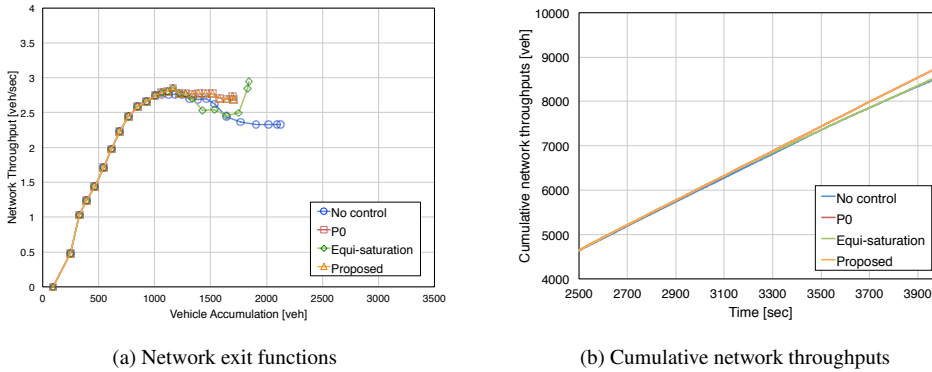 4
3.5
3
2.5
2
1.5
1
0.5
0
Network Throughput [veh/sec]
0 500 1000 1500 2000 2500 3000 3500
Vehicle Accumulation [veh]
No control
P0
Equi-saturation
Proposed
(a) Network exit functions
10000
9000
8000
7000
6000
5000
4000
Cumulative network throughputs [veh]
2500 2700 2900 3100 3300 3500 3700 3900
Time [sec]
No control
P0
Equi-saturation
Proposed
(b) Cumulative network throughputs